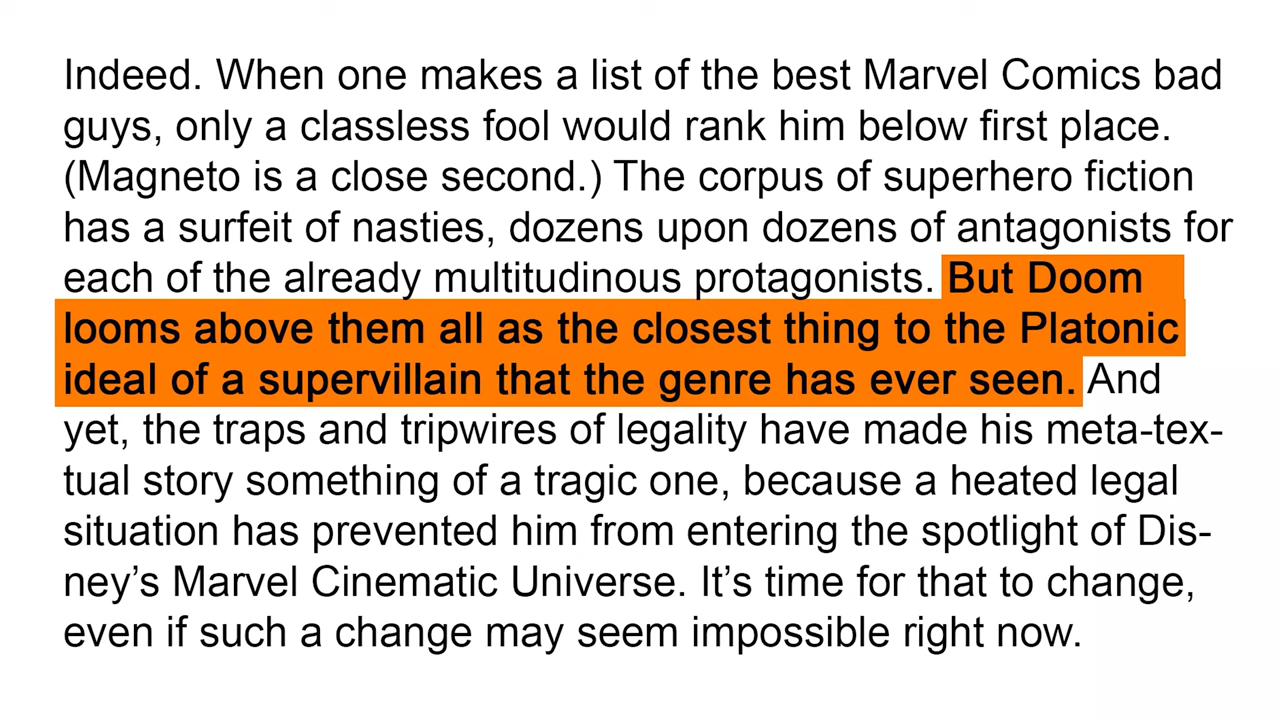 Indeed. When one makes a list of the best Marvel Comics bad
guys, only a classless fool would rank him below first place.
(Magneto is a close second.) The corpus of superhero fiction
has a surfeit of nasties, dozens upon dozens of antagonists for
each of the already multitudinous protagonists. But Doom
looms above them all as the closest thing to the Platonic
ideal of a supervillain that the genre has ever seen. And
yet, the traps and tripwires of legality have made his meta-tex-
tual story something of a tragic one, because a heated legal
situation has prevented him from entering the spotlight of Dis-
ney’s Marvel Cinematic Universe. It’s time for that to change,
even if such a change may seem impossible right now.